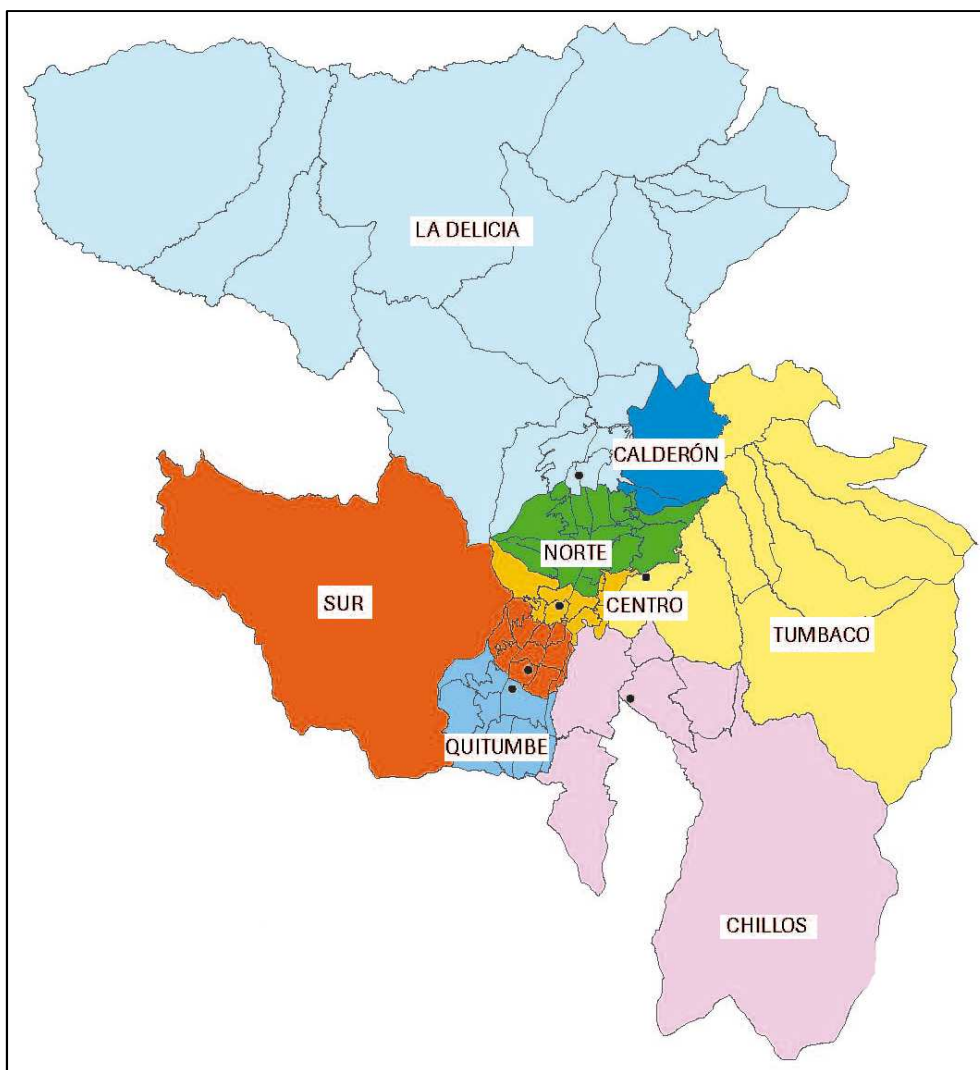 LA DELICIA
CALDERÓN
NORTE
SUR
CENTRO
TUMBACO
QUITUMBE
CHILLOS